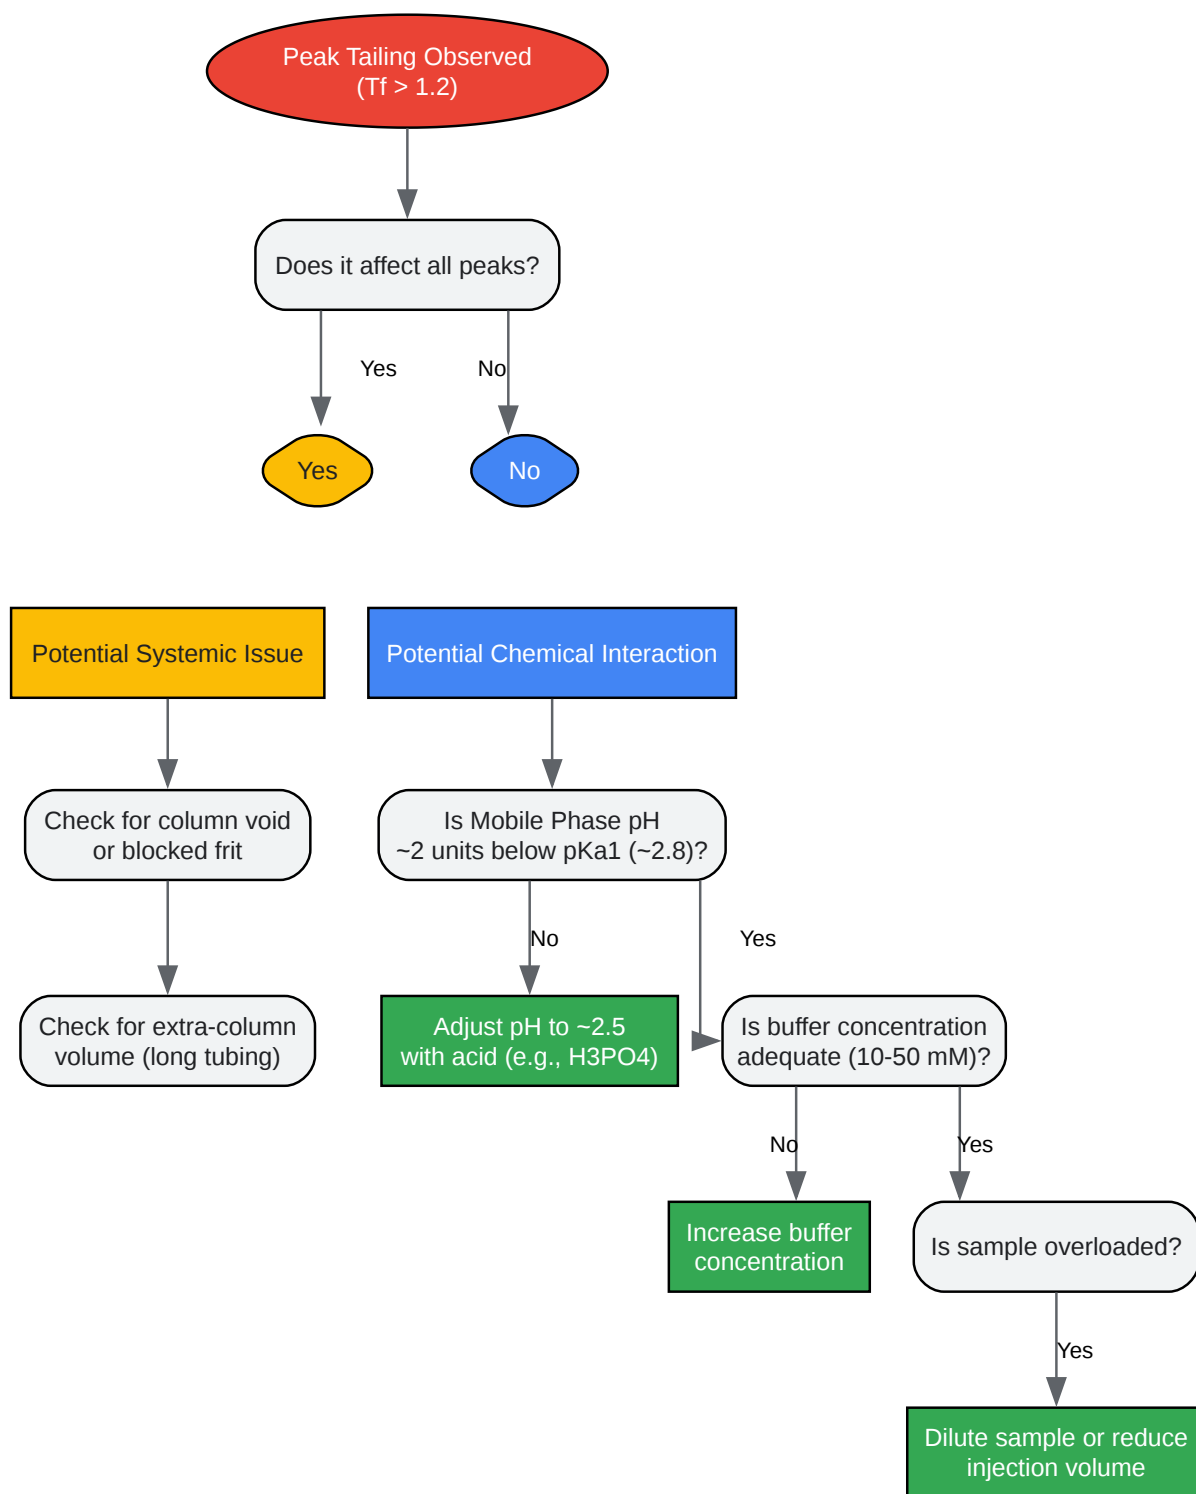 Peak Tailing Observed
(Tf > 1.2)
Does it affect all peaks?
Yes
No
Yes
No
Potential Systemic Issue
Potential Chemical Interaction
Check for column void
or blocked frit
Is Mobile Phase pH
~2 units below pKa1 (~2.8)?
No
Yes
Check for extra-column
volume (long tubing)
Adjust pH to ~2.5
with acid (e.g., H3PO4)
Is buffer concentration
adequate (10-50 mM)?
No
Yes
Increase buffer
concentration
Is sample overloaded?
Yes
Dilute sample or reduce
injection volume